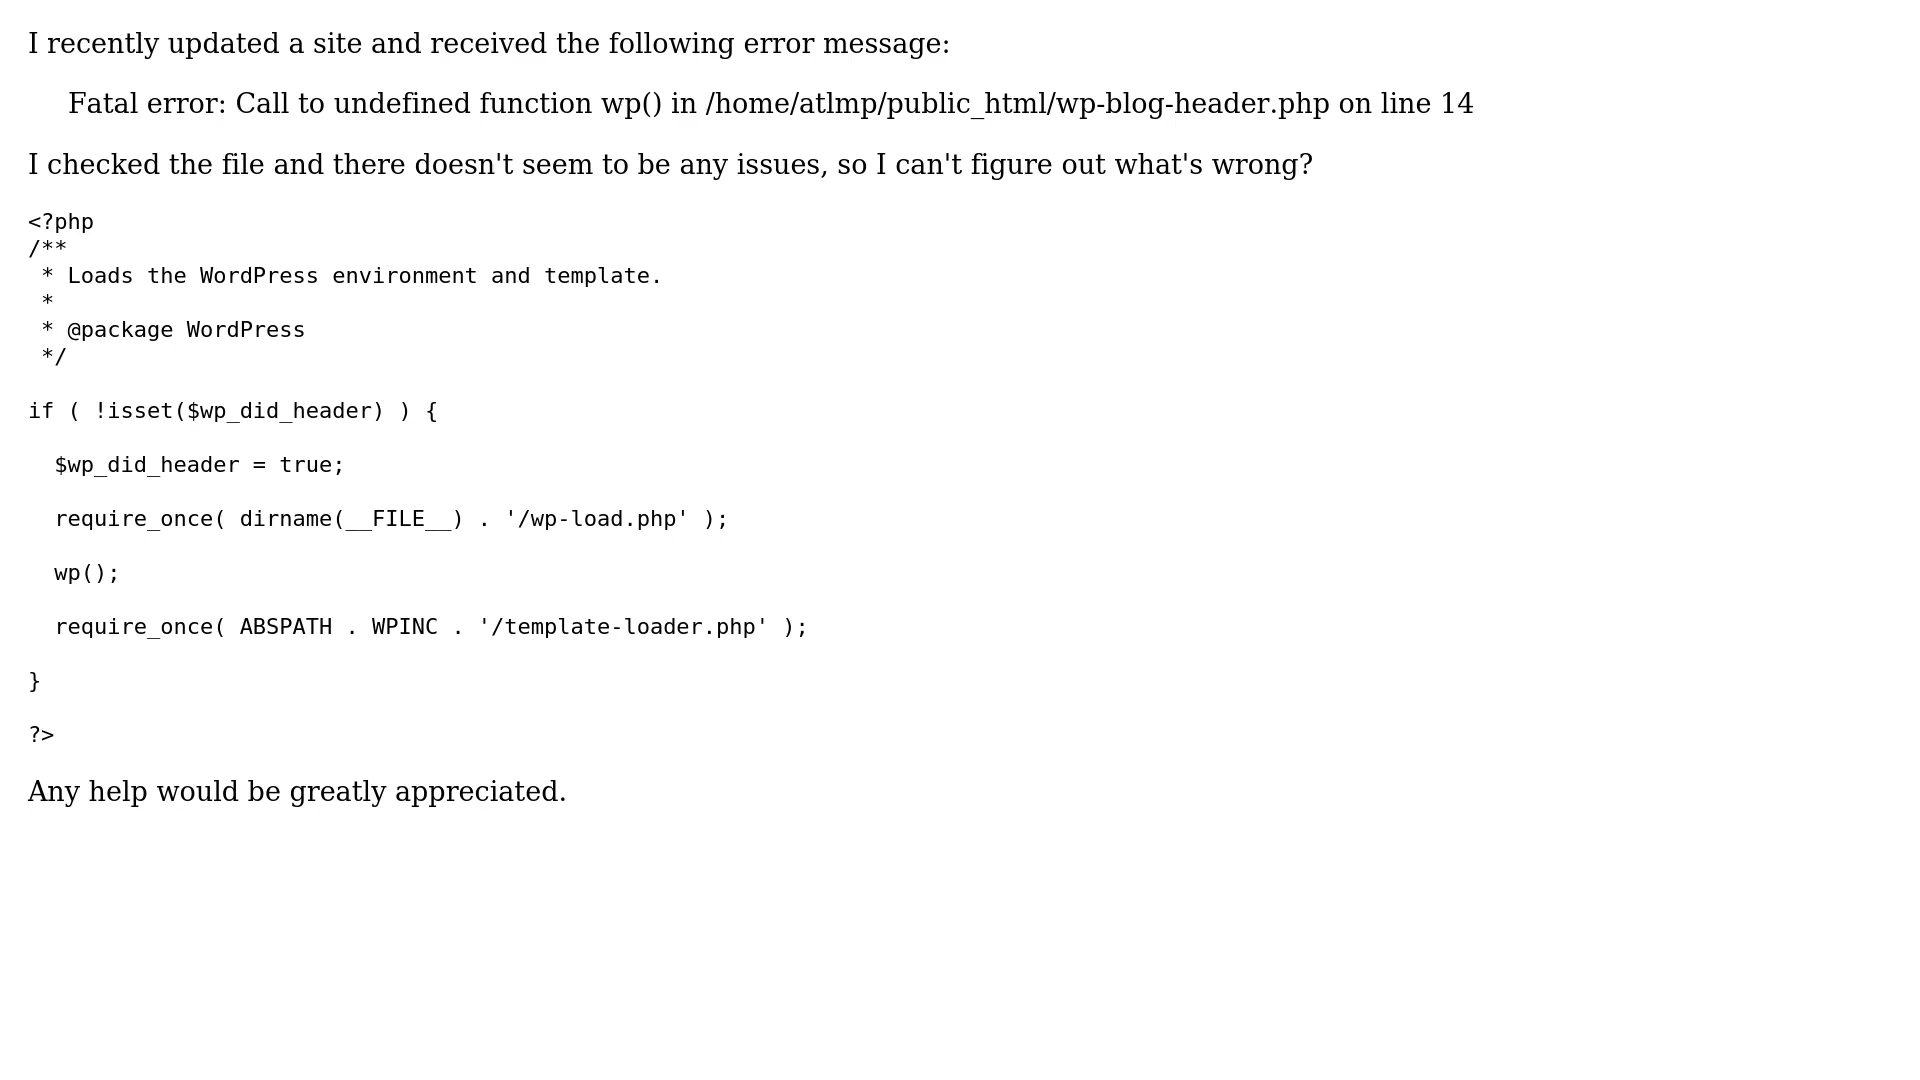 I recently updated a site and received the following error message:
Fatal error: Call to undefined function wp() in /home/atlmp/public_html/wp-blog-header.php on line 14
I checked the file and there doesn't seem to be any issues, so I can't figure out what's wrong?
<?php
/**
 * Loads the WordPress environment and template.
 *
 * @package WordPress
 */
if ( !isset($wp_did_header) ) {
  $wp_did_header = true;
  require_once( dirname(__FILE__) . '/wp-load.php' );
  wp();
  require_once( ABSPATH . WPINC . '/template-loader.php' );
}
?>
Any help would be greatly appreciated.